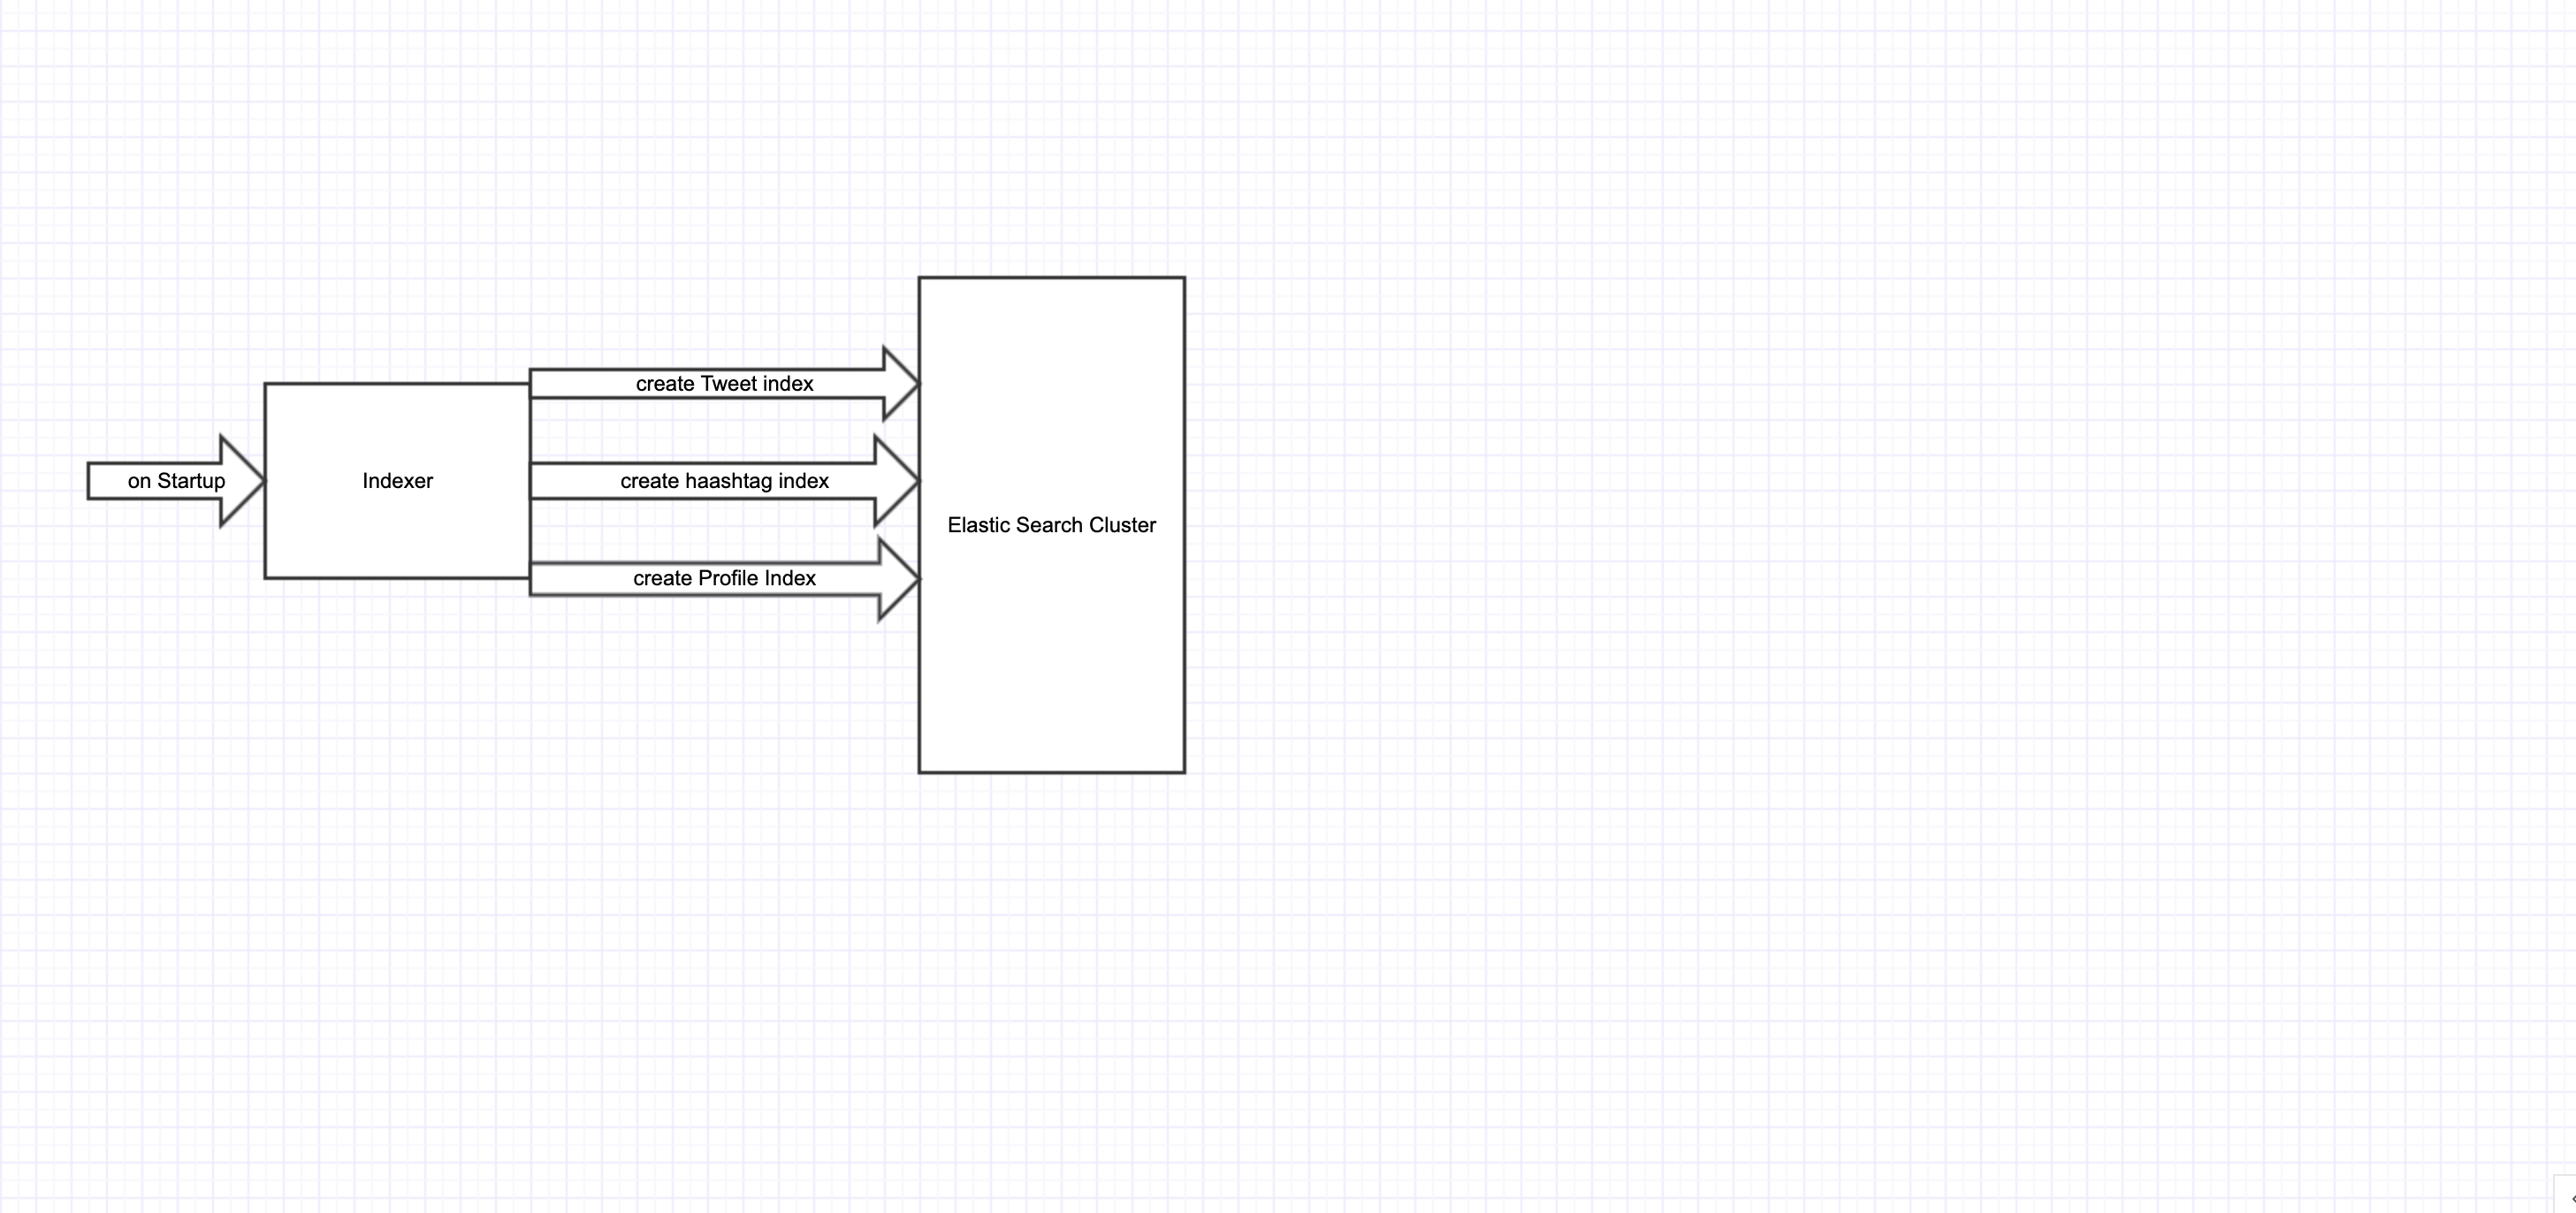 create Tweet index
on Startup
Indexer
create haashtag index
Elastic Search Cluster
create Profile Index